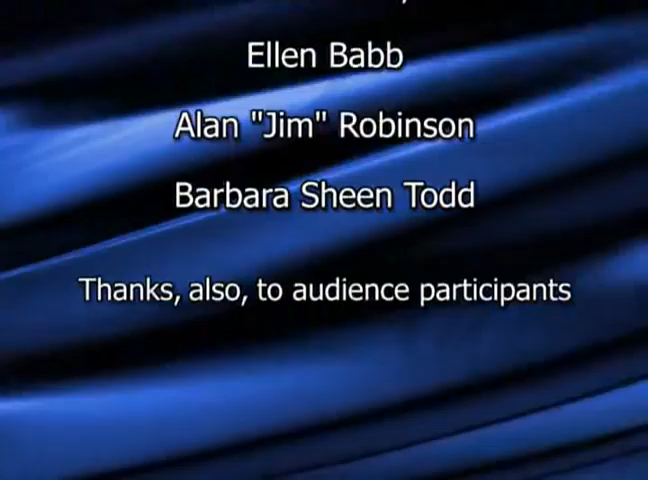 Ellen Babb
Alan "Jim" Robinson
Barbara Sheen Todd
Thanks, also, to audience participants